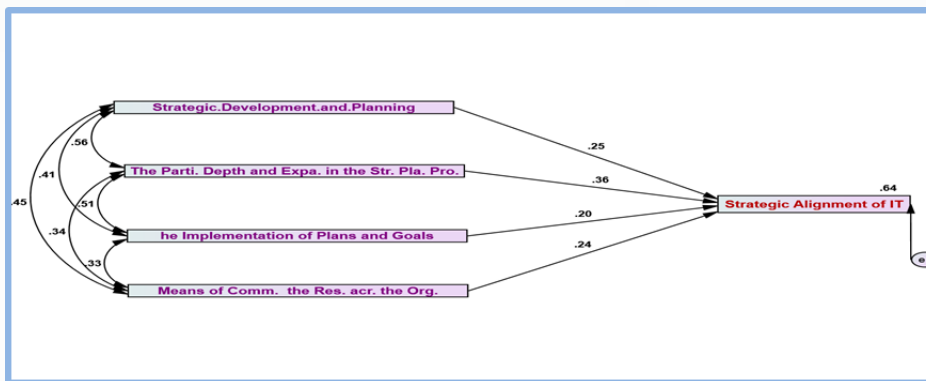 Strategic.Development.and.Planning
.56
.25
The Parti. Depth and Expa. in the Str. Pla. Pro.
.41
.36
.64
.45
.51
Strategic Alignment of IT
.20
.34
he Implementation of Plans and Goals
.24
.33
e
Means of Comm. the Res. acr. the Org.